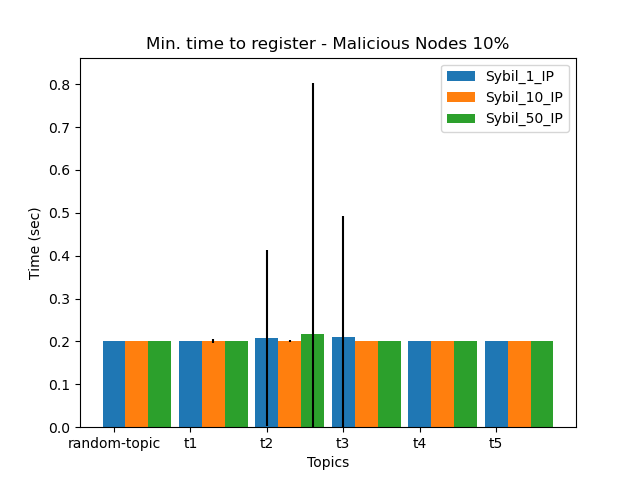 Min. time to register - Malicious Nodes 10%
Sybil_1_IP
Sybil_10_IP
Sybil_50_IP
0.8
0.7
0.6
0.5
0.4
0.3
0.2
0.1
0.0
Time (sec)
random-topic t1 t2 t3 t4 t5
Topics